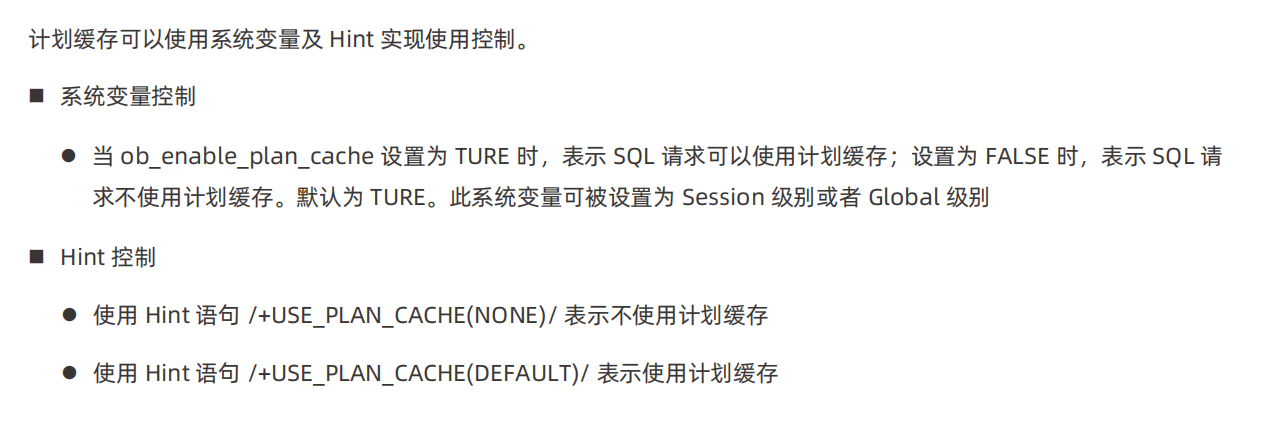 计划缓存可以使用系统变量及 Hint 实现使用控制。
■ 系统变量控制
● 当 ob_enable_plan_cache 设置为 TURE 时，表示 SQL 请求可以使用计划缓存；设置为 FALSE 时，表示 SQL 请
求不使用计划缓存。默认为 TURE。此系统变量可被设置为 Session 级别或者 Global 级别
■ Hint 控制
● 使用 Hint 语句 /+USE_PLAN_CACHE(NONE)/ 表示不使用计划缓存
● 使用 Hint 语句 /+USE_PLAN_CACHE(DEFAULT)/ 表示使用计划缓存